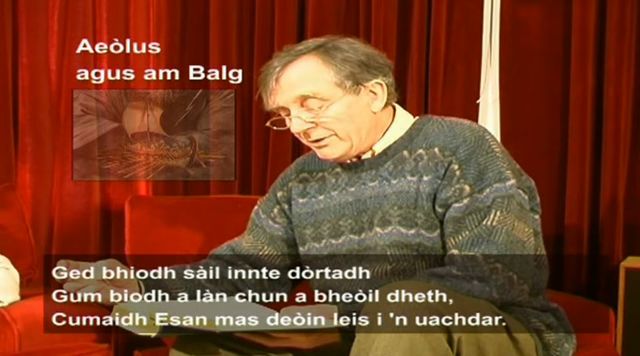 Aeòlus
agus am Balg
Ged bhiodh sàil innte dòrtadh
Gum biodh a làn chun a bheòil dheth,
Cumaidh Esan mas deòin leis i 'n uachdar.